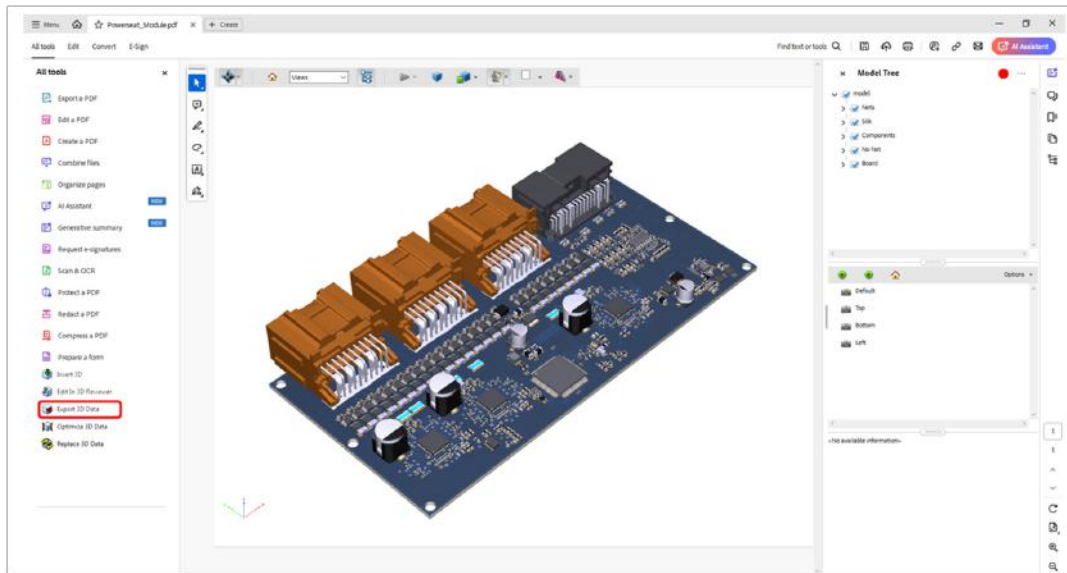 Menu
Powerseat_Module.pdf
+ Create
All tools
Edit
Convert
E-Sign
Find text or tools
AI Assistant
All tools
Export a PDF
Edit a PDF
Create a PDF
Combine files
Organize pages
AI Assistant
NEW
Generative summary
NEW
Request e-signatures
Scan & OCR
Protect a PDF
Redact a PDF
Compress a PDF
Prepare a form
Insert 3D
Edit In 3D Reviewer
Export 3D Data
Optimize 3D Data
Replace 3D Data
Views
Model Tree
model
Nets
Silk
Components
No Net
Board
Options
Default
Top
Bottom
Left
<No available information>
1
1